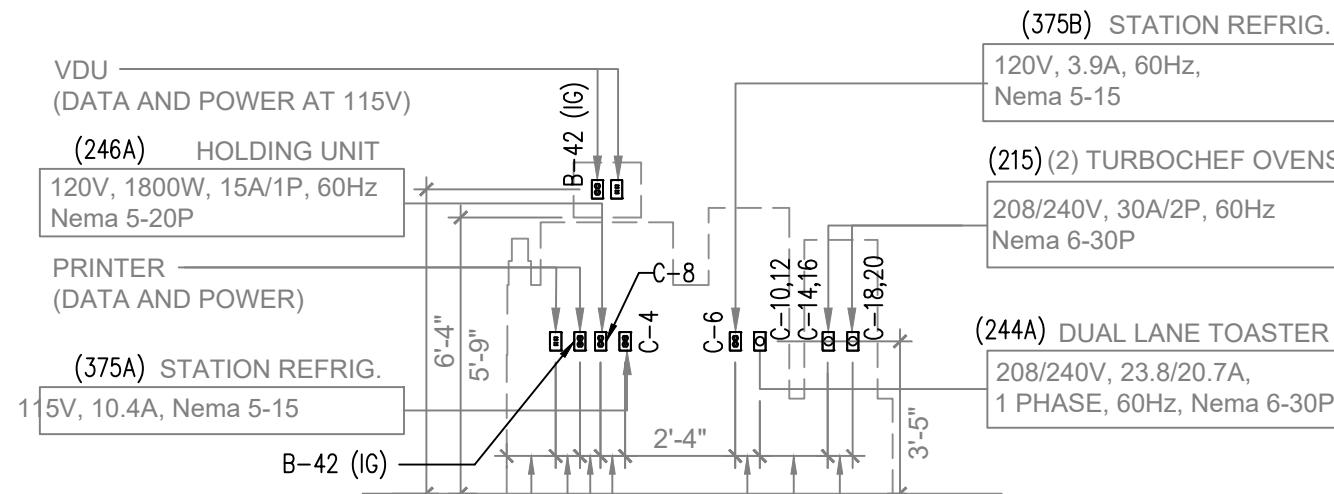 (375B) STATION REFRIG.
120V, 3.9A, 60Hz,
Nema 5-15
VDU
(DATA AND POWER AT 115V)
B-42 (IG)
(246A) HOLDING UNIT
120V, 1800W, 15A/1P, 60Hz
Nema 5-20P
(215) (2) TURBOCHEF OVENS
208/240V, 30A/2P, 60Hz
Nema 6-30P
PRINTER
(DATA AND POWER)
6'-4"
5'-9"
C-8
C-4
C-6
C-10,12
C-14,16
C-18,20
(244A) DUAL LANE TOASTER
208/240V, 23.8/20.7A,
1 PHASE, 60Hz, Nema 6-30P
(375A) STATION REFRIG.
115V, 10.4A, Nema 5-15
2'-4"
3'-5"
B-42 (IG)